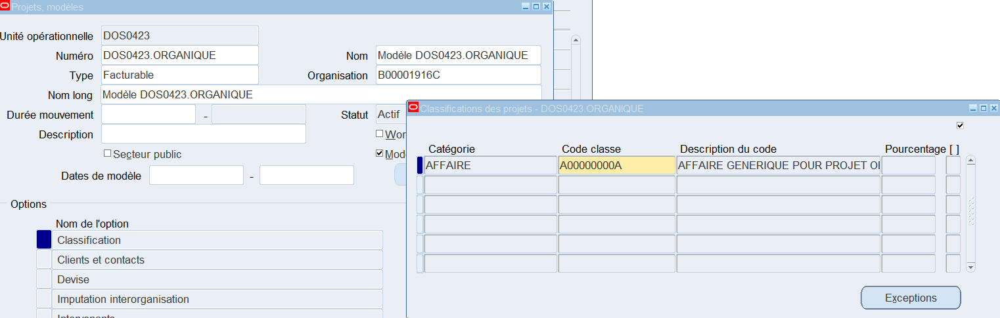 Projets, modèles
Unité opérationnelle DOS0423
Numéro DOS0423.ORGANIQUE Nom Modèle DOS0423.ORGANIQUE
Type Facturable Organisation B00001916C
Nom long Modèle DOS0423.ORGANIQUE
Durée mouvement - Statut Actif
Description Wor
Secteur public Modè
Dates de modèle -
Options
Nom de l'option
Classification
Clients et contacts
Devise
Imputation interorganisation
Intervenants
Classifications des projets - DOS0423.ORGANIQUE
Catégorie Code classe Description du code Pourcentage [ ]
AFFAIRE A00000000A AFFAIRE GENERIQUE POUR PROJET OI
Exceptions